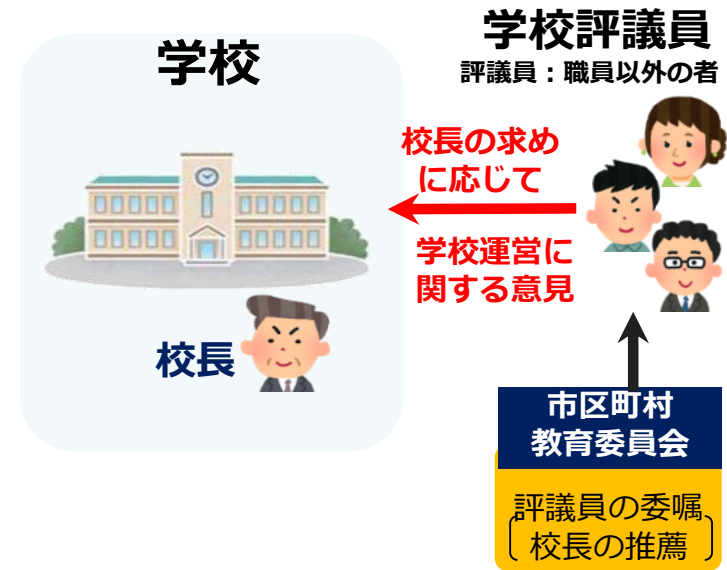 学校
学校評議員
評議員：職員以外の者
校長の求め
に応じて
学校運営に
関する意見
校長
市区町村
教育委員会
評議員の委嘱
校長の推薦